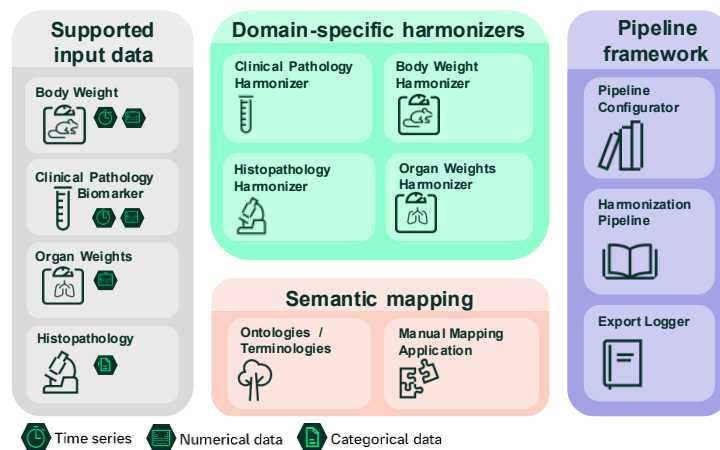 Supported
input data
Body Weight
Clinical Pathology
Biomarker
Organ Weights
Histopathology
Domain-specific harmonizers
Clinical Pathology
Harmonizer
Body Weight
Harmonizer
Histopathology
Harmonizer
Organ Weights
Harmonizer
Semantic mapping
Ontologies /
Terminologies
Manual Mapping
Application
Pipeline
framework
Pipeline
Configurator
Harmonization
Pipeline
Export Logger
Time series
Numerical data
Categorical data